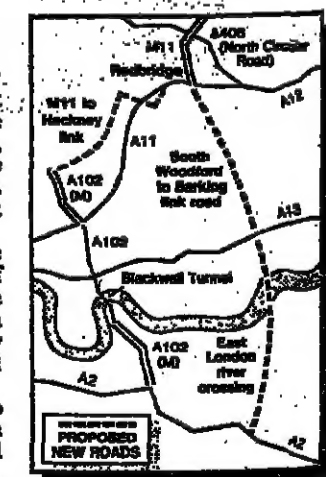 M11
A406
(North Circular
Road)
Redbridge
A12
M11 to
Hackney
link
A11
South
Woodford
to Barking
link road
A102
(M)
A13
A102
Blackwall Tunnel
A102
(M)
East
London
river
crossing
A2
A2
PROPOSED
NEW ROADS